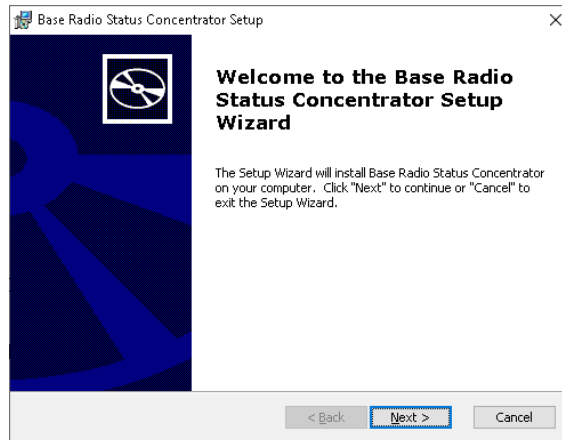 Base Radio Status Concentrator Setup
Welcome to the Base Radio
Status Concentrator Setup
Wizard
The Setup Wizard will install Base Radio Status Concentrator
on your computer. Click "Next" to continue or "Cancel" to
exit the Setup Wizard.
< Back
Next >
Cancel